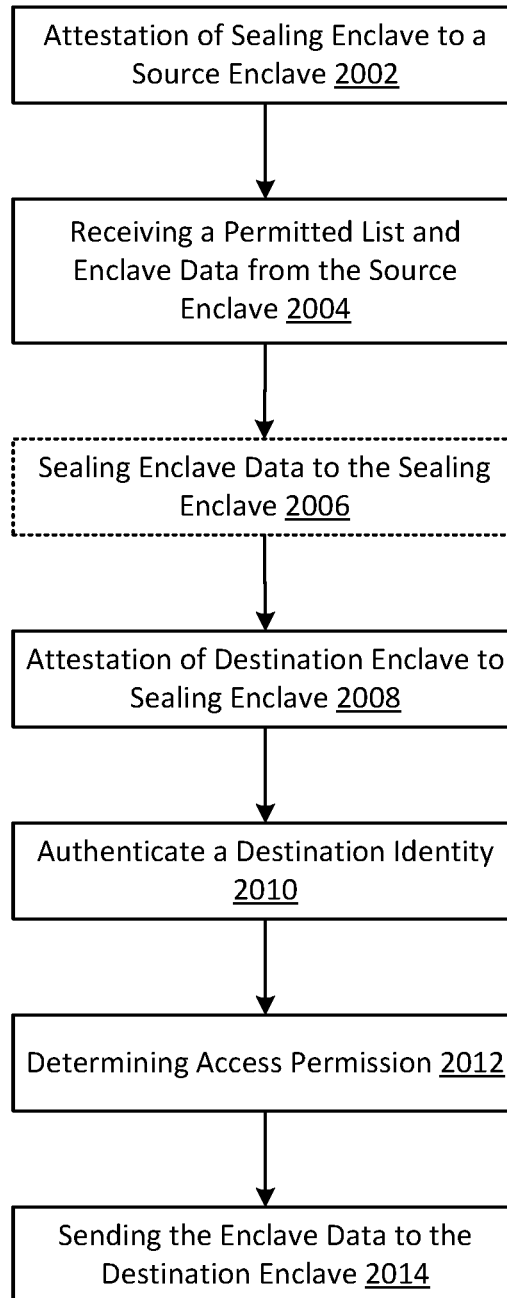 Attestation of Sealing Enclave to a
Source Enclave 2002
Receiving a Permitted List and
Enclave Data from the Source
Enclave 2004
Sealing Enclave Data to the Sealing
Enclave 2006
Attestation of Destination Enclave to
Sealing Enclave 2008
Authenticate a Destination Identity
2010
Determining Access Permission 2012
Sending the Enclave Data to the
Destination Enclave 2014